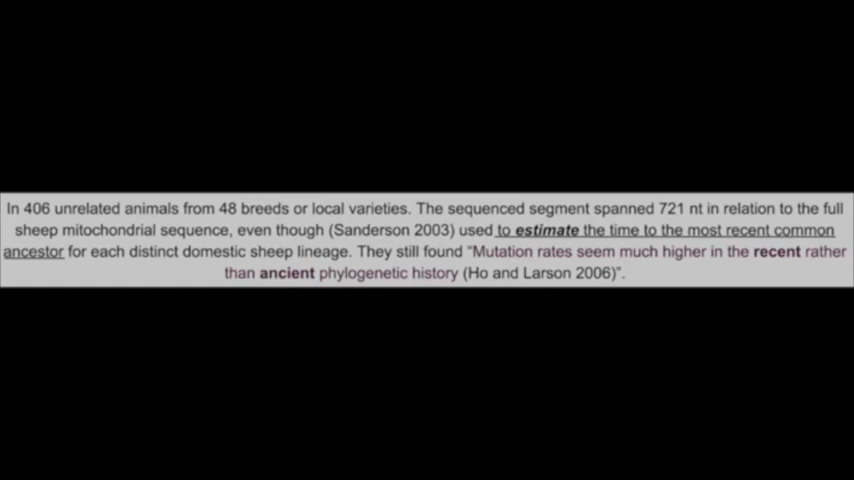 In 406 unrelated animals from 48 breeds or local varieties. The sequenced segment spanned 721 nt in relation to the full
sheep mitochondrial sequence, even though (Sanderson 2003) used to estimate the time to the most recent common
ancestor for each distinct domestic sheep lineage. They still found “Mutation rates seem much higher in the recent rather
than ancient phylogenetic history (Ho and Larson 2006)”.